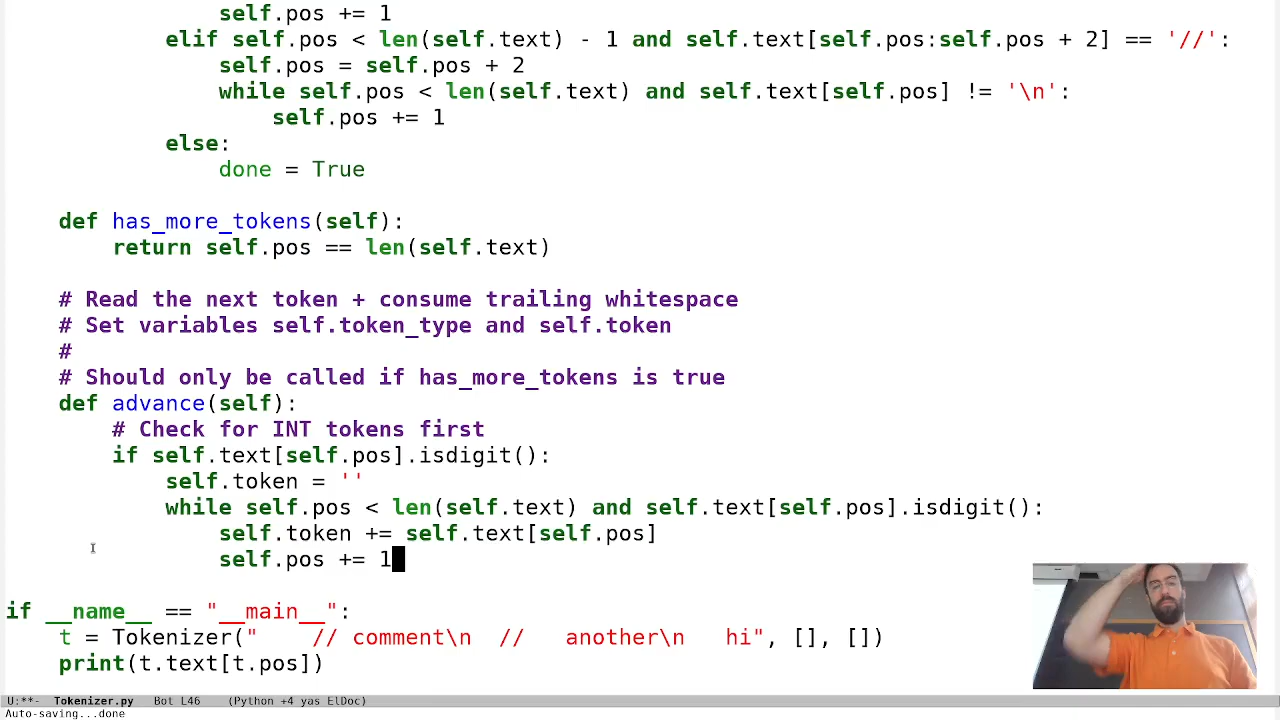 self.pos += 1
        elif self.pos < len(self.text) - 1 and self.text[self.pos:self.pos + 2] == '//':
            self.pos = self.pos + 2
            while self.pos < len(self.text) and self.text[self.pos] != '\n':
                self.pos += 1
        else:
            done = True
def has_more_tokens(self):
    return self.pos == len(self.text)
# Read the next token + consume trailing whitespace
# Set variables self.token_type and self.token
#
# Should only be called if has_more_tokens is true
def advance(self):
    # Check for INT tokens first
    if self.text[self.pos].isdigit():
        self.token = ''
        while self.pos < len(self.text) and self.text[self.pos].isdigit():
            self.token += self.text[self.pos]
            self.pos += 1
if __name__ == "__main__":
    t = Tokenizer("    // comment\n  //   another\n   hi", [], [])
    print(t.text[t.pos])
U:**-  Tokenizer.py   Bot L46    (Python +4 yas ElDoc)
Auto-saving...done